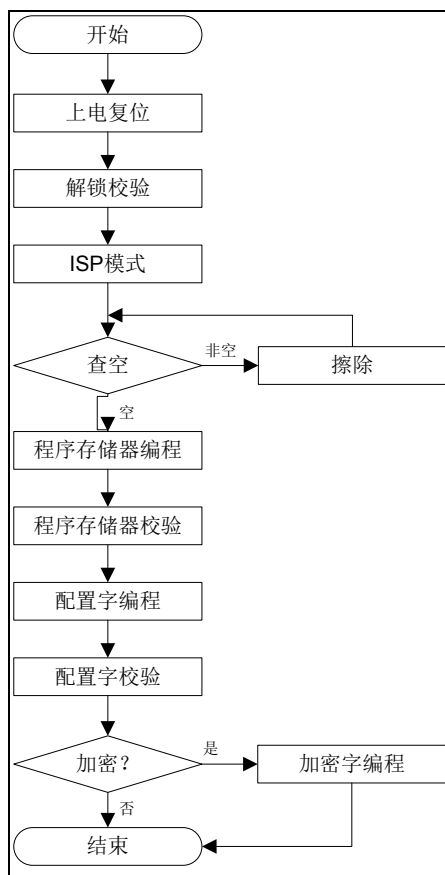 开始
上电复位
解锁校验
ISP模式
查空
非空
擦除
空
程序存储器编程
程序存储器校验
配置字编程
配置字校验
加密？
是
加密字编程
否
结束